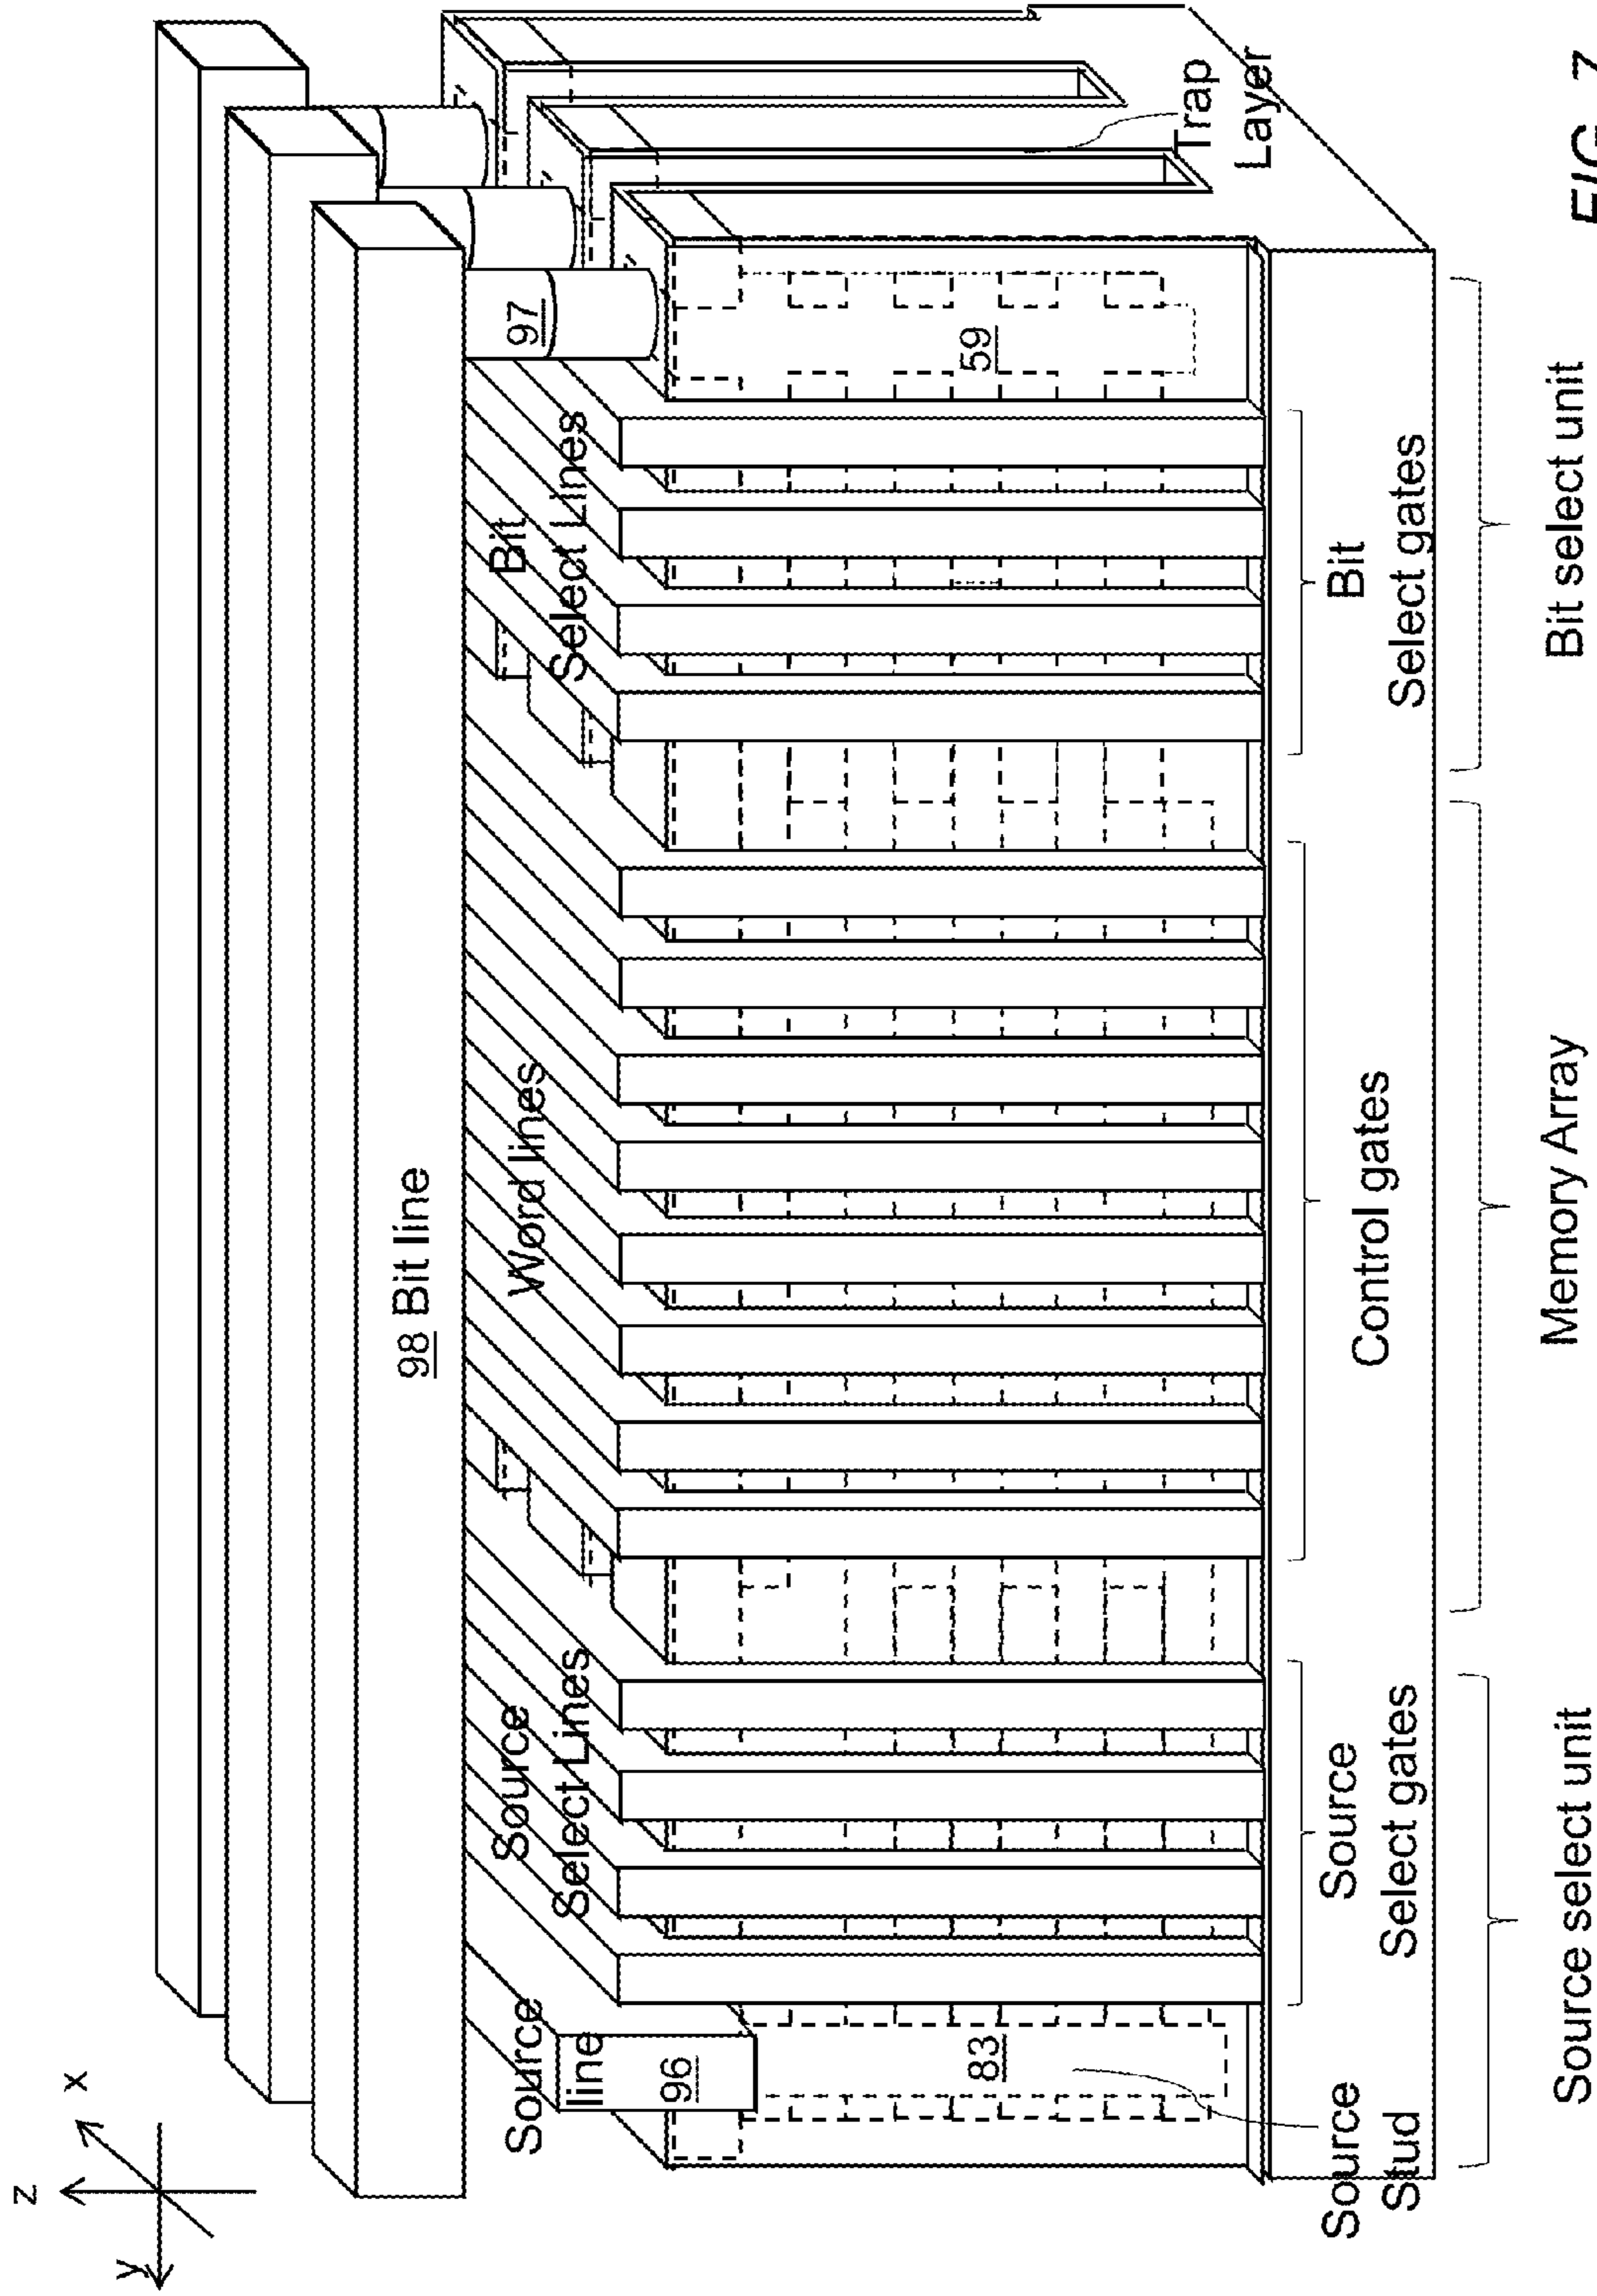 z
x
y
98 Bit line
Source
line
96
Source
Select Lines
Word lines
Bit
Select Lines
97
83
59
Trap
Layer
Source
Stud
Source
Select gates
Control gates
Bit
Select gates
Source select unit
Memory Array
Bit select unit
FIG. 7